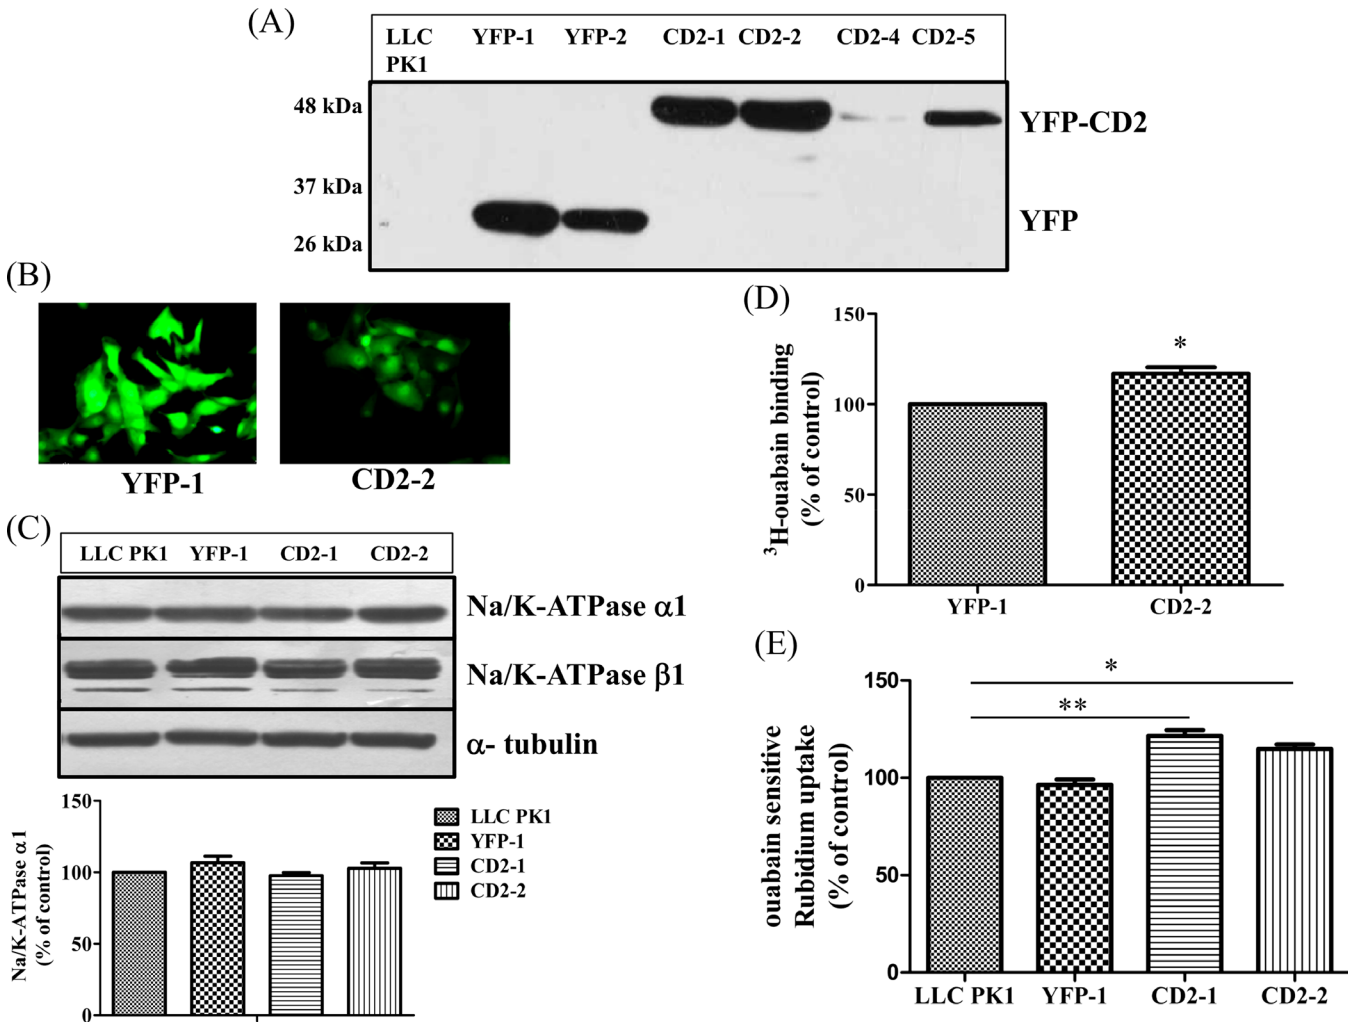 (A)
LLC PK1 YFP-1 YFP-2 CD2-1 CD2-2 CD2-4 CD2-5
48 kDa
37 kDa
26 kDa
YFP-CD2
YFP
(B)
YFP-1
CD2-2
(C)
LLC PK1 YFP-1 CD2-1 CD2-2
Na/K-ATPase α1
Na/K-ATPase β1
α- tubulin
Na/K-ATPase α1
(% of control)
150
100
50
0
LLC PK1
YFP-1
CD2-1
CD2-2
(D)
³H-ouabain binding
(% of control)
150
100
50
0
*
YFP-1 CD2-2
(E)
ouabain sensitive
Rubidium uptake
(% of control)
150
100
50
0
*
**
LLC PK1 YFP-1 CD2-1 CD2-2